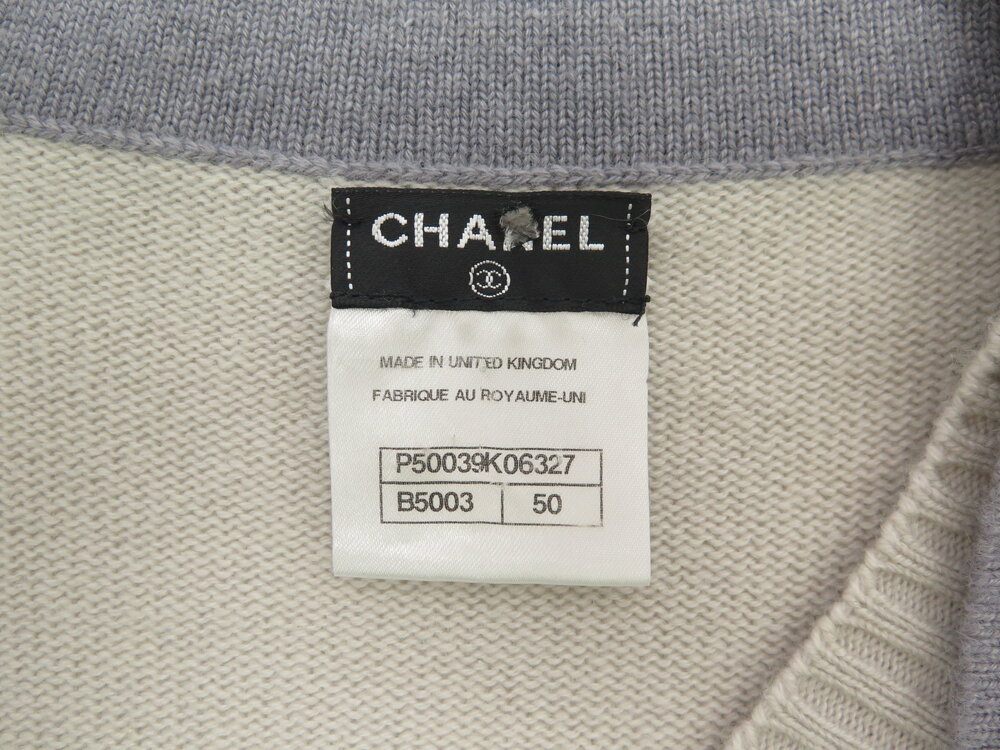 CHANEL
MADE IN UNITED KINGDOM
FABRIQUE AU ROYAUME-UNI
P50039K06327
B5003 50